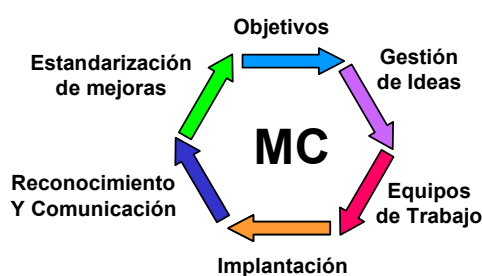 Objetivos
Gestión
de Ideas
Equipos
de Trabajo
Implantación
Reconocimiento
Y Comunicación
Estandarización
de mejoras
MC